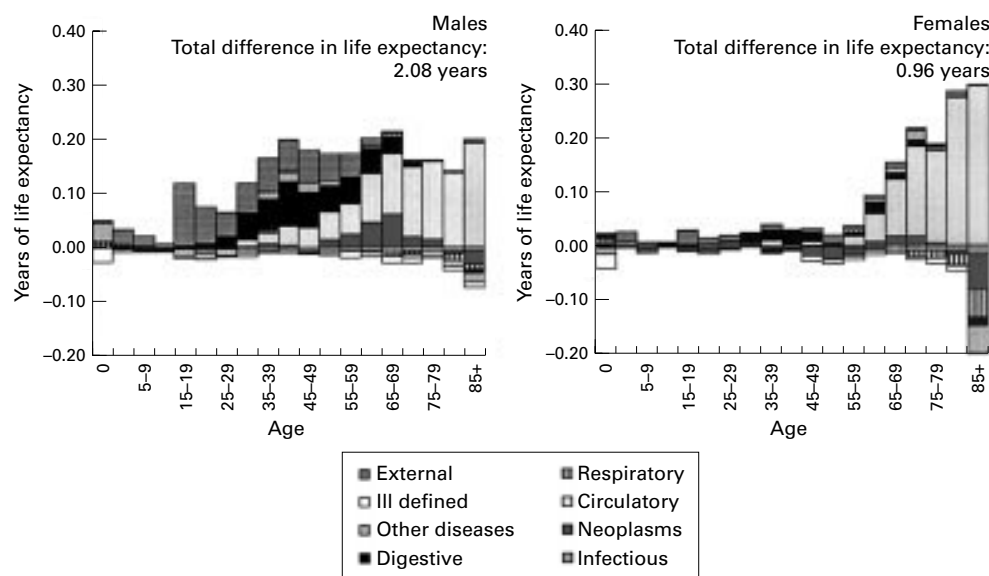 Males
Total difference in life expectancy:
2.08 years
0.40
0.30
0.20
0.10
0.00
–0.10
–0.20
Years of life expectancy
0
5–9
15–19
25–29
35–39
45–49
55–59
65–69
75–79
85+
Age
Females
Total difference in life expectancy:
0.96 years
0.40
0.30
0.20
0.10
0.00
–0.10
–0.20
Years of life expectancy
0
5–9
15–19
25–29
35–39
45–49
55–59
65–69
75–79
85+
Age
External
Ill defined
Other diseases
Digestive
Respiratory
Circulatory
Neoplasms
Infectious